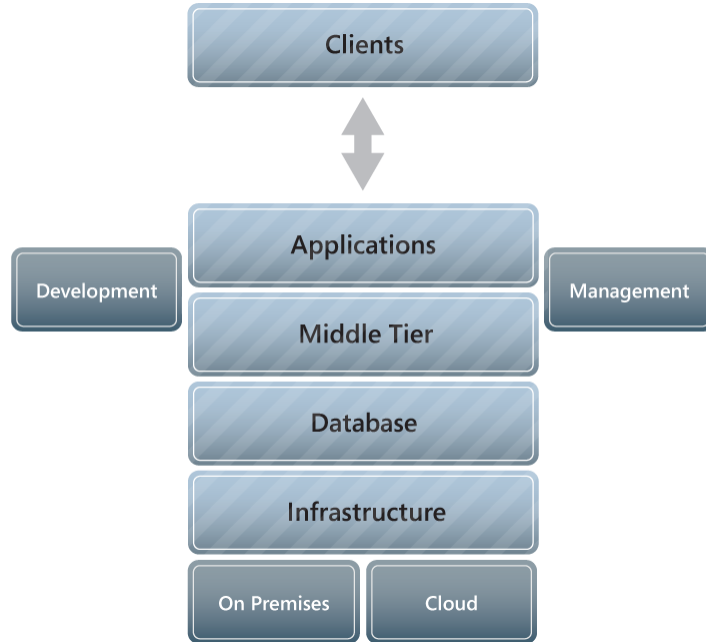 Clients
Applications
Development
Management
Middle Tier
Database
Infrastructure
On Premises
Cloud